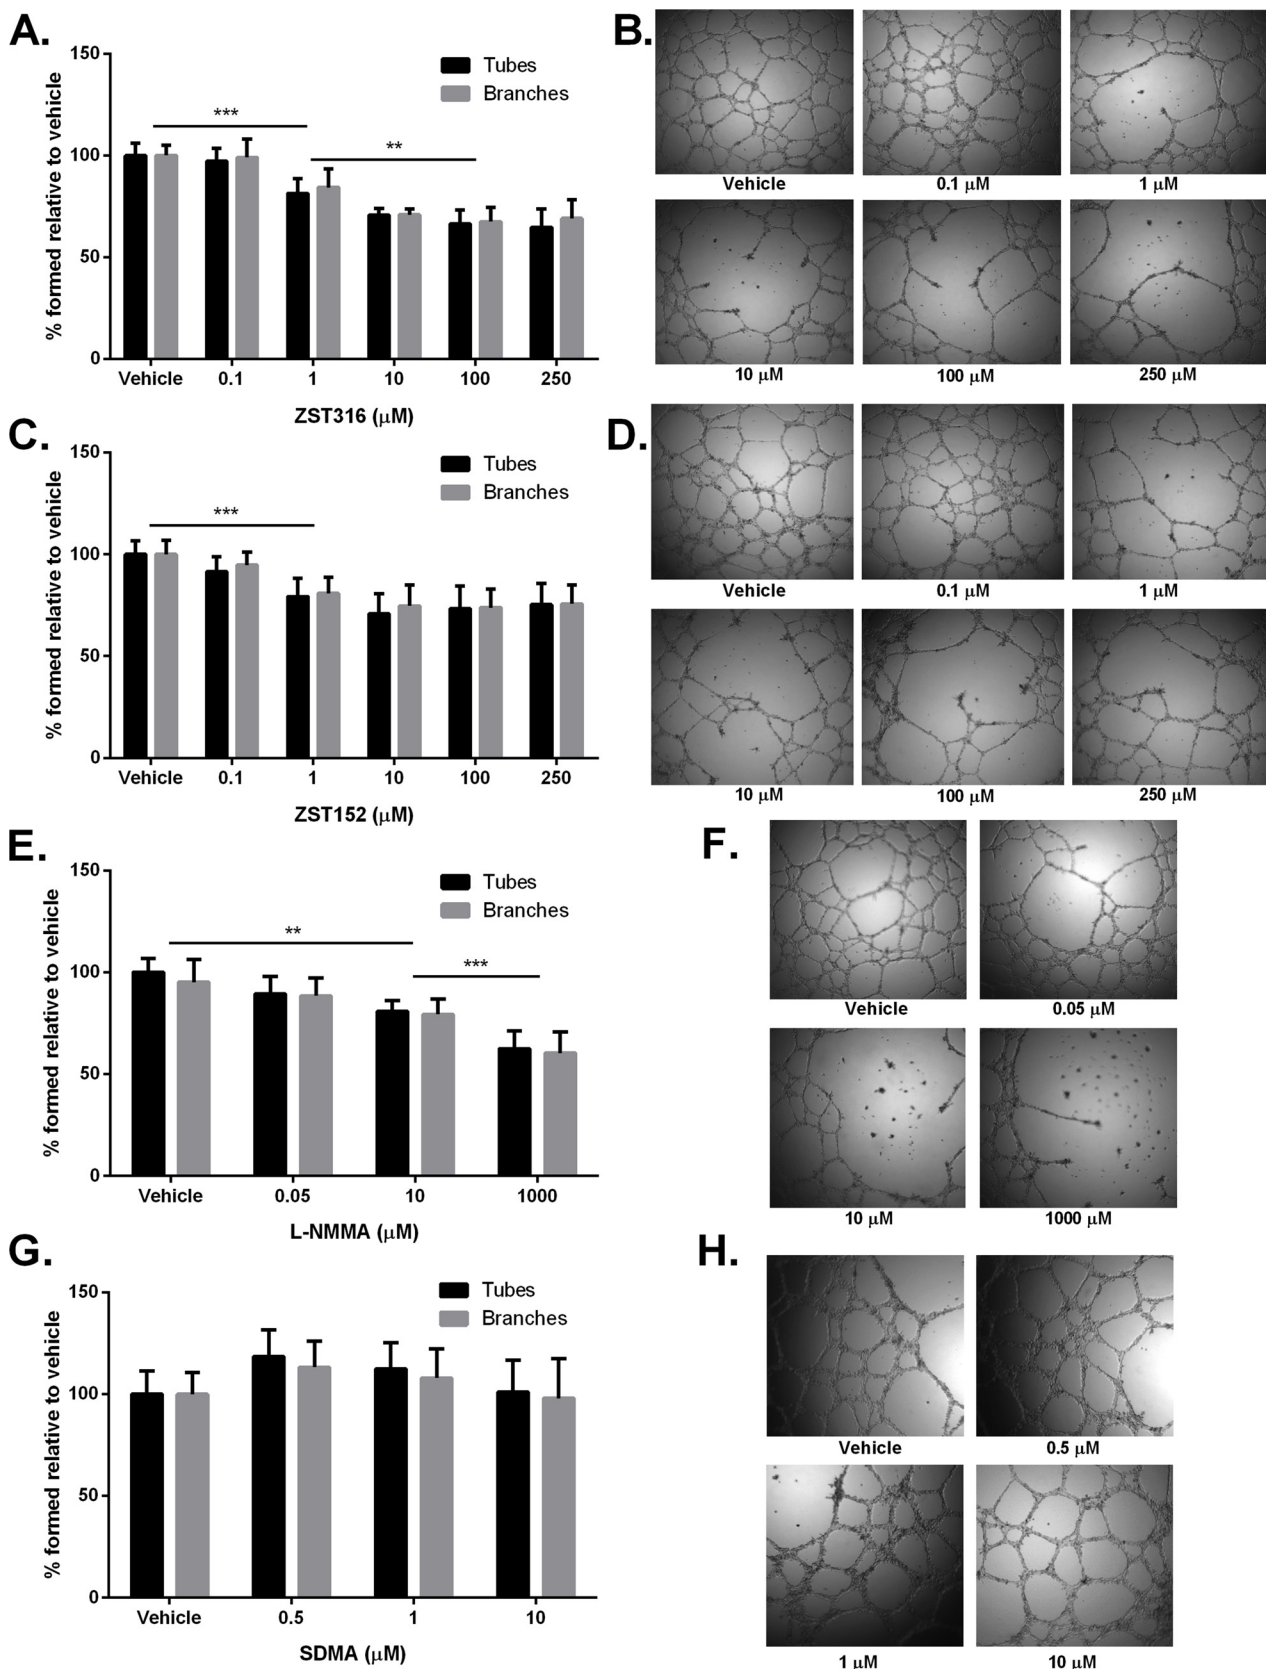 A.
150
100
50
0
% formed relative to vehicle
Tubes
Branches
***
**
Vehicle 0.1 1 10 100 250
ZST316 (μM)
B.
Vehicle 0.1 μM 1 μM
10 μM 100 μM 250 μM
C.
150
100
50
0
% formed relative to vehicle
Tubes
Branches
***
Vehicle 0.1 1 10 100 250
ZST152 (μM)
D.
Vehicle 0.1 μM 1 μM
10 μM 100 μM 250 μM
E.
150
100
50
0
% formed relative to vehicle
Tubes
Branches
**
***
Vehicle 0.05 10 1000
L-NMMA (μM)
F.
Vehicle 0.05 μM
10 μM 1000 μM
G.
150
100
50
0
% formed relative to vehicle
Tubes
Branches
Vehicle 0.5 1 10
SDMA (μM)
H.
Vehicle 0.5 μM
1 μM 10 μM